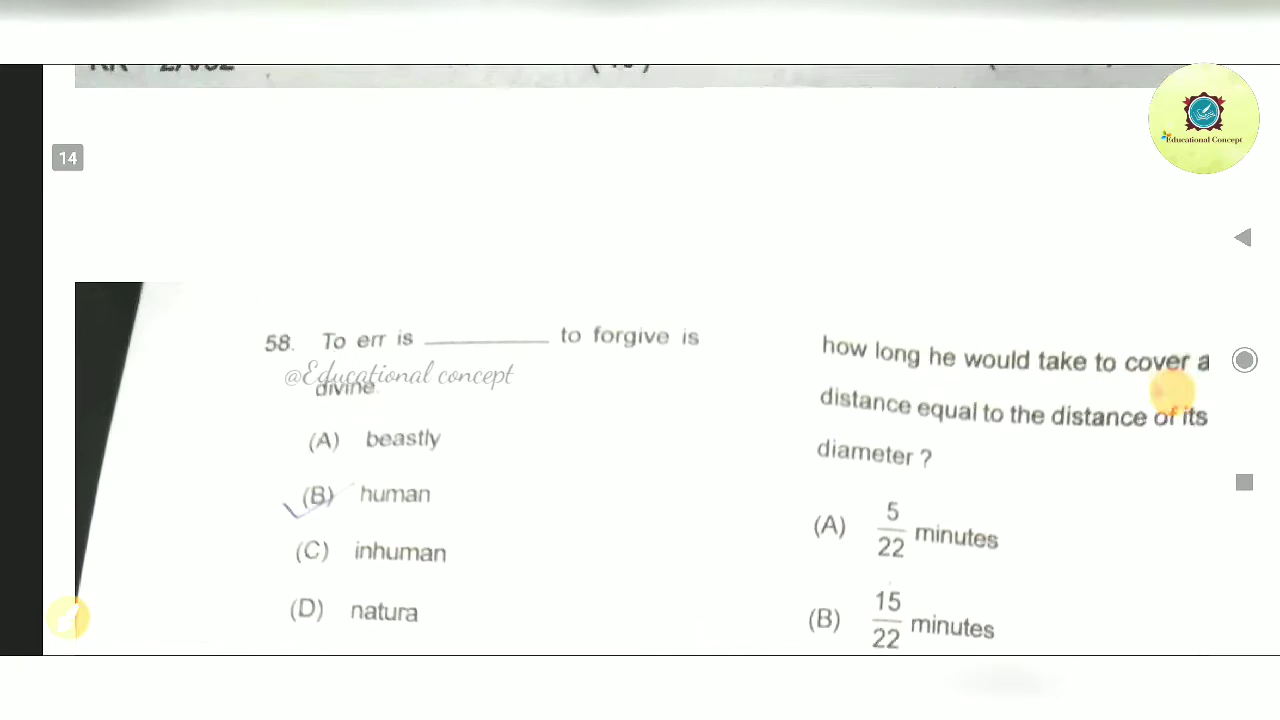 14
Educational Concept
58. To err is __________ to forgive is
@Educational concept
divine.
(A) beastly
(B) human
(C) inhuman
(D) natura
how long he would take to cover a
distance equal to the distance of its
diameter ?
(A) 5/22 minutes
(B) 15/22 minutes